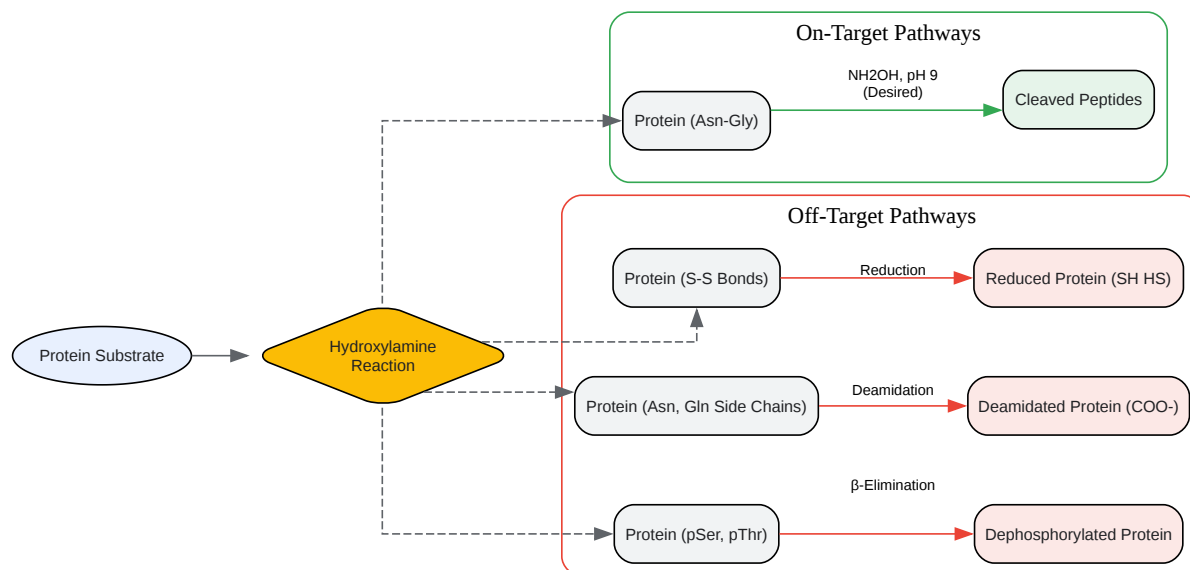 On-Target Pathways
NH2OH, pH 9
(Desired)
Protein (Asn-Gly)
Cleaved Peptides
Off-Target Pathways
Protein (S-S Bonds)
Reduction
Reduced Protein (SH HS)
Protein Substrate
Hydroxylamine
Reaction
Protein (Asn, Gln Side Chains)
Deamidation
Deamidated Protein (COO-)
Protein (pSer, pThr)
β-Elimination
Dephosphorylated Protein